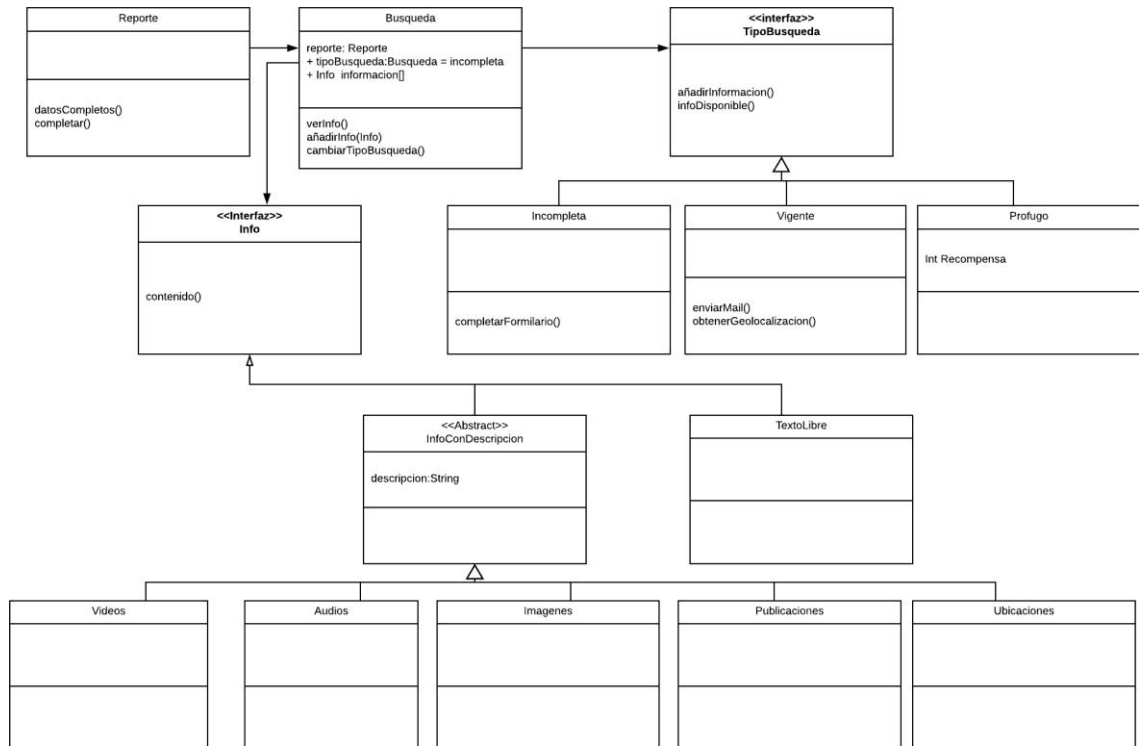 Reporte
datosCompletos()
completar()
Busqueda
reporte: Reporte
+ tipoBusqueda:Busqueda = incompleta
+ Info informacion[]
verInfo()
añadirInfo(Info)
cambiarTipoBusqueda()
<<interfaz>>
TipoBusqueda
añadirInformacion()
infoDisponible()
<<Interfaz>>
Info
contenido()
Incompleta
completarFormilario()
Vigente
enviarMail()
obtenerGeolocalizacion()
Profugo
Int Recompensa
<<Abstract>>
InfoConDescripcion
descripcion:String
TextoLibre
Videos
Audios
Imagenes
Publicaciones
Ubicaciones